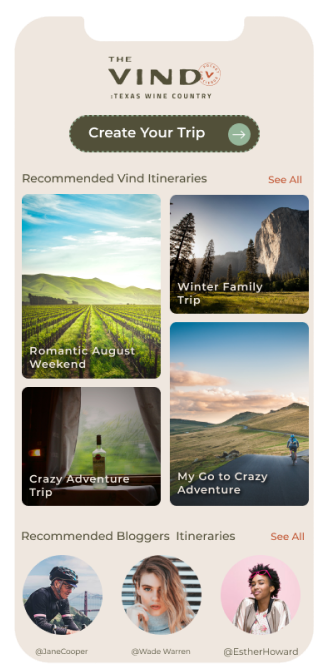 THE
VIND
:TEXAS WINE COUNTRY
Create Your Trip
Recommended Vind Itineraries
See All
Romantic August
Weekend
Winter Family
Trip
Crazy Adventure
Trip
My Go to Crazy
Adventure
Recommended Bloggers Itineraries
See All
@JaneCooper
@Wade Warren
@EstherHoward